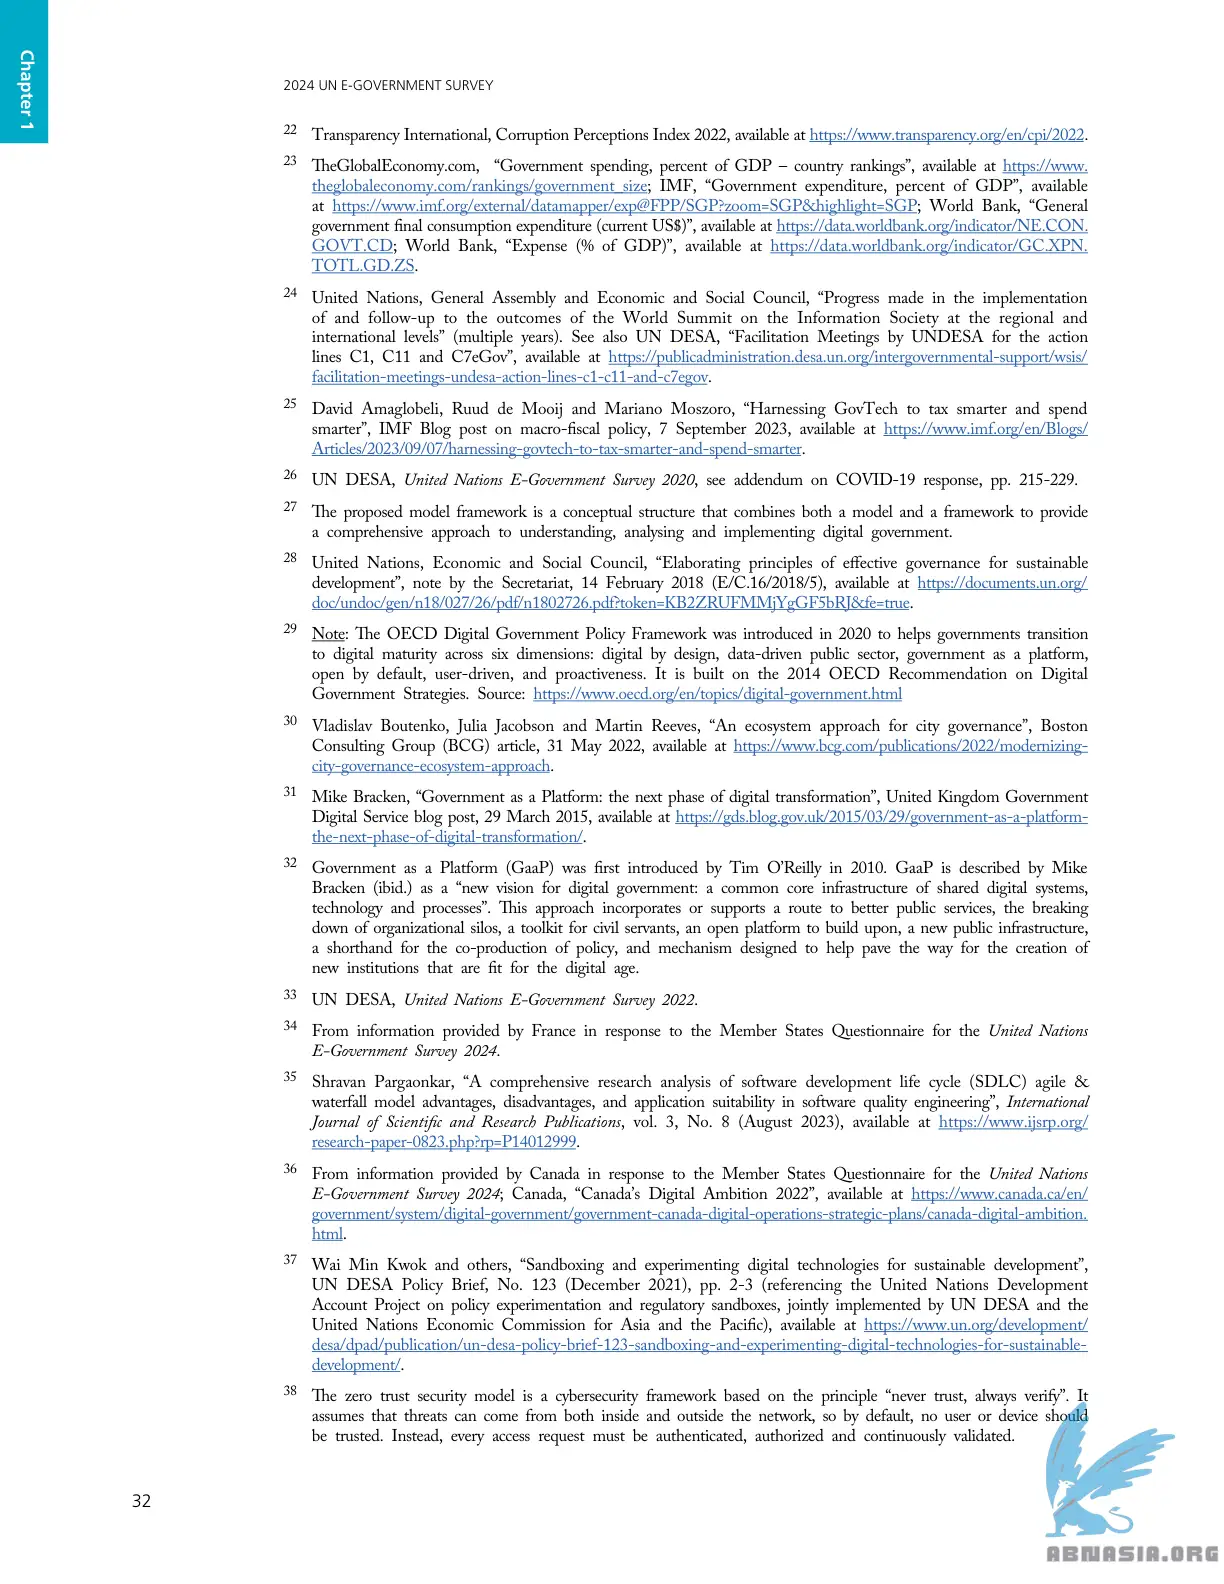 Chapter 1
2024 UN E-GOVERNMENT SURVEY
22 Transparency International, Corruption Perceptions Index 2022, available at https://www.transparency.org/en/cpi/2022.
23 TheGlobalEconomy.com, “Government spending, percent of GDP – country rankings”, available at https://www.
theglobaleconomy.com/rankings/government_size; IMF, “Government expenditure, percent of GDP”, available
at https://www.imf.org/external/datamapper/exp@FPP/SGP?zoom=SGP&highlight=SGP; World Bank, “General
government final consumption expenditure (current US$)”, available at https://data.worldbank.org/indicator/NE.CON.
GOVT.CD; World Bank, “Expense (% of GDP)”, available at https://data.worldbank.org/indicator/GC.XPN.
TOTL.GD.ZS.
24 United Nations, General Assembly and Economic and Social Council, “Progress made in the implementation
of and follow-up to the outcomes of the World Summit on the Information Society at the regional and
international levels” (multiple years). See also UN DESA, “Facilitation Meetings by UNDESA for the action
lines C1, C11 and C7eGov”, available at https://publicadministration.desa.un.org/intergovernmental-support/wsis/
facilitation-meetings-undesa-action-lines-c1-c11-and-c7egov.
25 David Amaglobeli, Ruud de Mooij and Mariano Moszoro, “Harnessing GovTech to tax smarter and spend
smarter”, IMF Blog post on macro-fiscal policy, 7 September 2023, available at https://www.imf.org/en/Blogs/
Articles/2023/09/07/harnessing-govtech-to-tax-smarter-and-spend-smarter.
26 UN DESA, United Nations E-Government Survey 2020, see addendum on COVID-19 response, pp. 215-229.
27 The proposed model framework is a conceptual structure that combines both a model and a framework to provide
a comprehensive approach to understanding, analysing and implementing digital government.
28 United Nations, Economic and Social Council, “Elaborating principles of effective governance for sustainable
development”, note by the Secretariat, 14 February 2018 (E/C.16/2018/5), available at https://documents.un.org/
doc/undoc/gen/n18/027/26/pdf/n1802726.pdf?token=KB2ZRUFMMjYgGF5bRJ&fe=true.
29 Note: The OECD Digital Government Policy Framework was introduced in 2020 to helps governments transition
to digital maturity across six dimensions: digital by design, data-driven public sector, government as a platform,
open by default, user-driven, and proactiveness. It is built on the 2014 OECD Recommendation on Digital
Government Strategies. Source: https://www.oecd.org/en/topics/digital-government.html
30 Vladislav Boutenko, Julia Jacobson and Martin Reeves, “An ecosystem approach for city governance”, Boston
Consulting Group (BCG) article, 31 May 2022, available at https://www.bcg.com/publications/2022/modernizing-
city-governance-ecosystem-approach.
31 Mike Bracken, “Government as a Platform: the next phase of digital transformation”, United Kingdom Government
Digital Service blog post, 29 March 2015, available at https://gds.blog.gov.uk/2015/03/29/government-as-a-platform-
the-next-phase-of-digital-transformation/.
32 Government as a Platform (GaaP) was first introduced by Tim O’Reilly in 2010. GaaP is described by Mike
Bracken (ibid.) as a “new vision for digital government: a common core infrastructure of shared digital systems,
technology and processes”. This approach incorporates or supports a route to better public services, the breaking
down of organizational silos, a toolkit for civil servants, an open platform to build upon, a new public infrastructure,
a shorthand for the co-production of policy, and mechanism designed to help pave the way for the creation of
new institutions that are fit for the digital age.
33 UN DESA, United Nations E-Government Survey 2022.
34 From information provided by France in response to the Member States Questionnaire for the United Nations
E-Government Survey 2024.
35 Shravan Pargaonkar, “A comprehensive research analysis of software development life cycle (SDLC) agile &
waterfall model advantages, disadvantages, and application suitability in software quality engineering”, International
Journal of Scientific and Research Publications, vol. 3, No. 8 (August 2023), available at https://www.ijsrp.org/
research-paper-0823.php?rp=P14012999.
36 From information provided by Canada in response to the Member States Questionnaire for the United Nations
E-Government Survey 2024; Canada, “Canada’s Digital Ambition 2022”, available at https://www.canada.ca/en/
government/system/digital-government/government-canada-digital-operations-strategic-plans/canada-digital-ambition.
html.
37 Wai Min Kwok and others, “Sandboxing and experimenting digital technologies for sustainable development”,
UN DESA Policy Brief, No. 123 (December 2021), pp. 2-3 (referencing the United Nations Development
Account Project on policy experimentation and regulatory sandboxes, jointly implemented by UN DESA and the
United Nations Economic Commission for Asia and the Pacific), available at https://www.un.org/development/
desa/dpad/publication/un-desa-policy-brief-123-sandboxing-and-experimenting-digital-technologies-for-sustainable-
development/.
38 The zero trust security model is a cybersecurity framework based on the principle “never trust, always verify”. It
assumes that threats can come from both inside and outside the network, so by default, no user or device should
be trusted. Instead, every access request must be authenticated, authorized and continuously validated.
32
ABNASIA.ORG